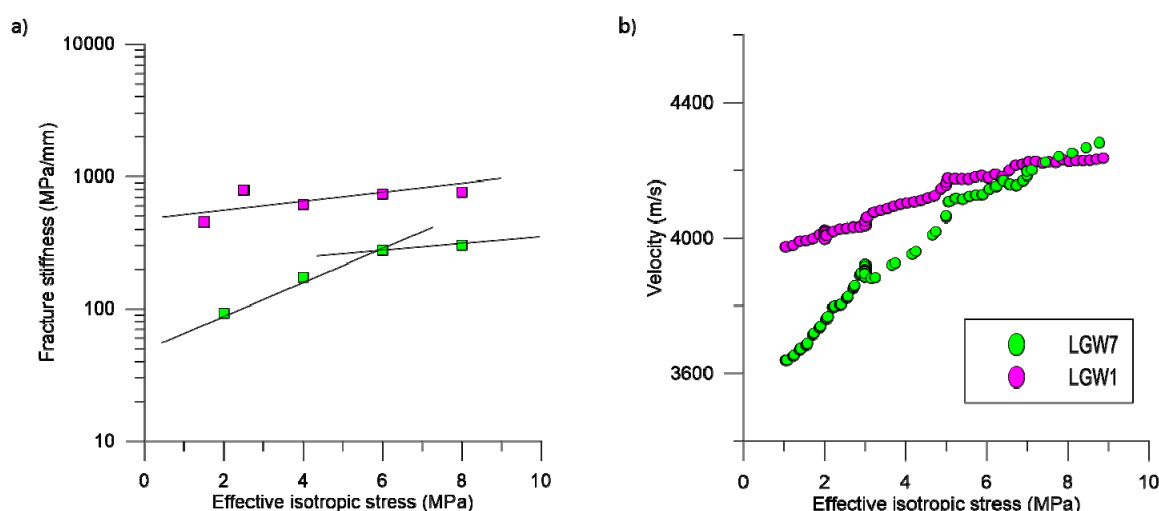 a)
10000
1000
100
10
Fracture stiffness (MPa/mm)
0 2 4 6 8 10
Effective isotropic stress (MPa)
b)
4400
4000
3600
Velocity (m/s)
LGW7
LGW1
0 2 4 6 8 10
Effective isotropic stress (MPa)